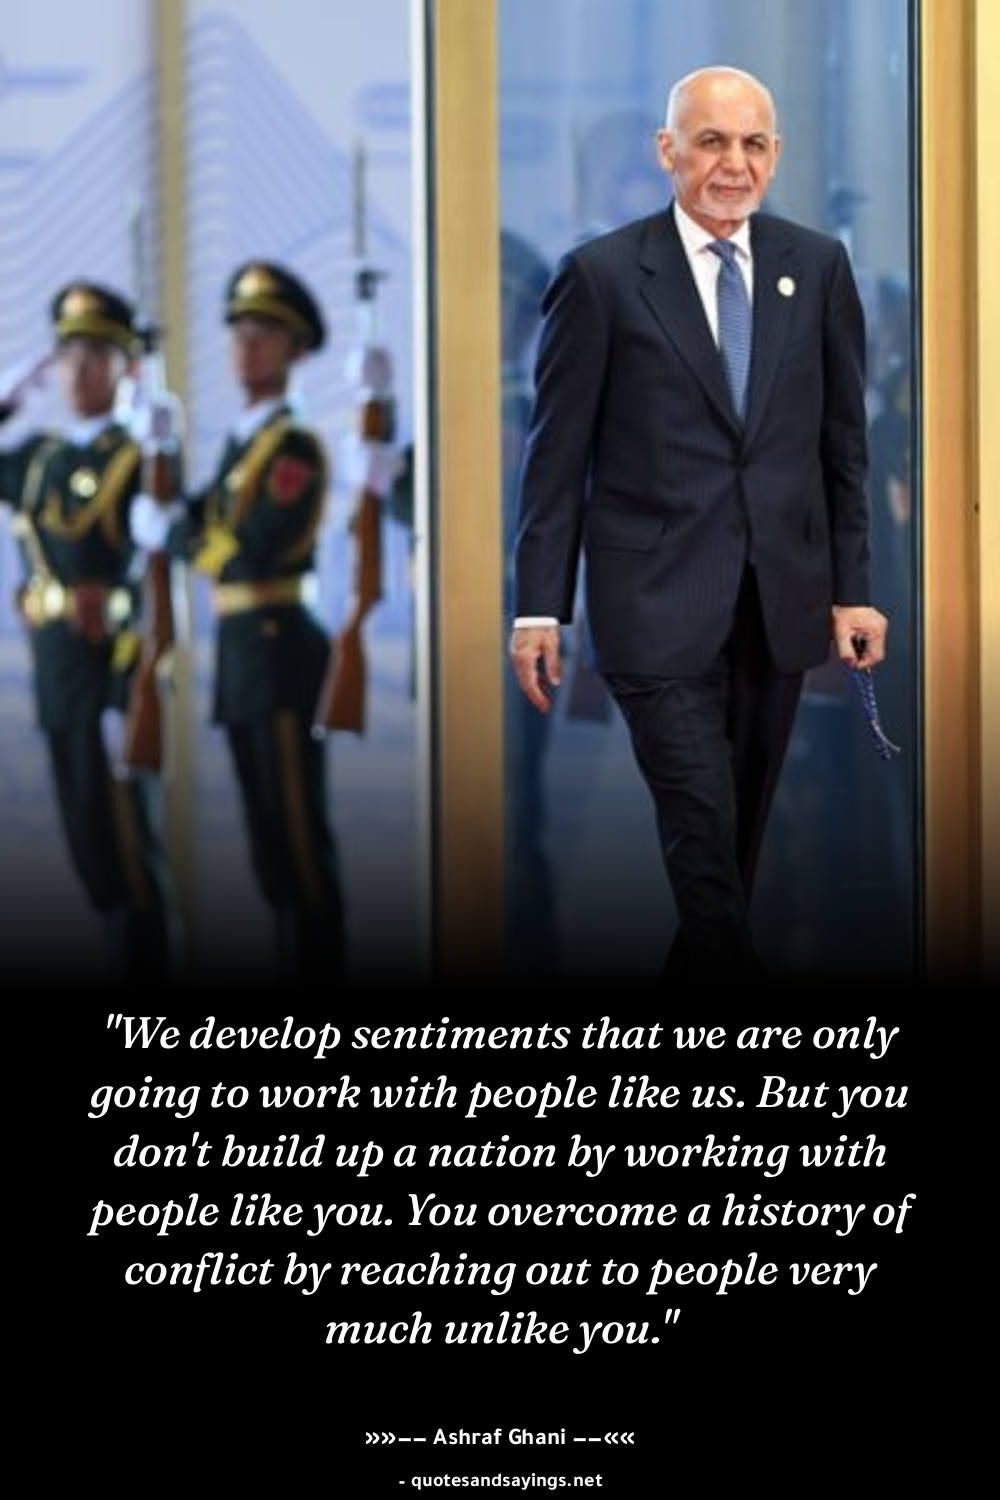 "We develop sentiments that we are only
going to work with people like us. But you
don't build up a nation by working with
people like you. You overcome a history of
conflict by reaching out to people very
much unlike you."
»»–– Ashraf Ghani ––««
- quotesandsayings.net